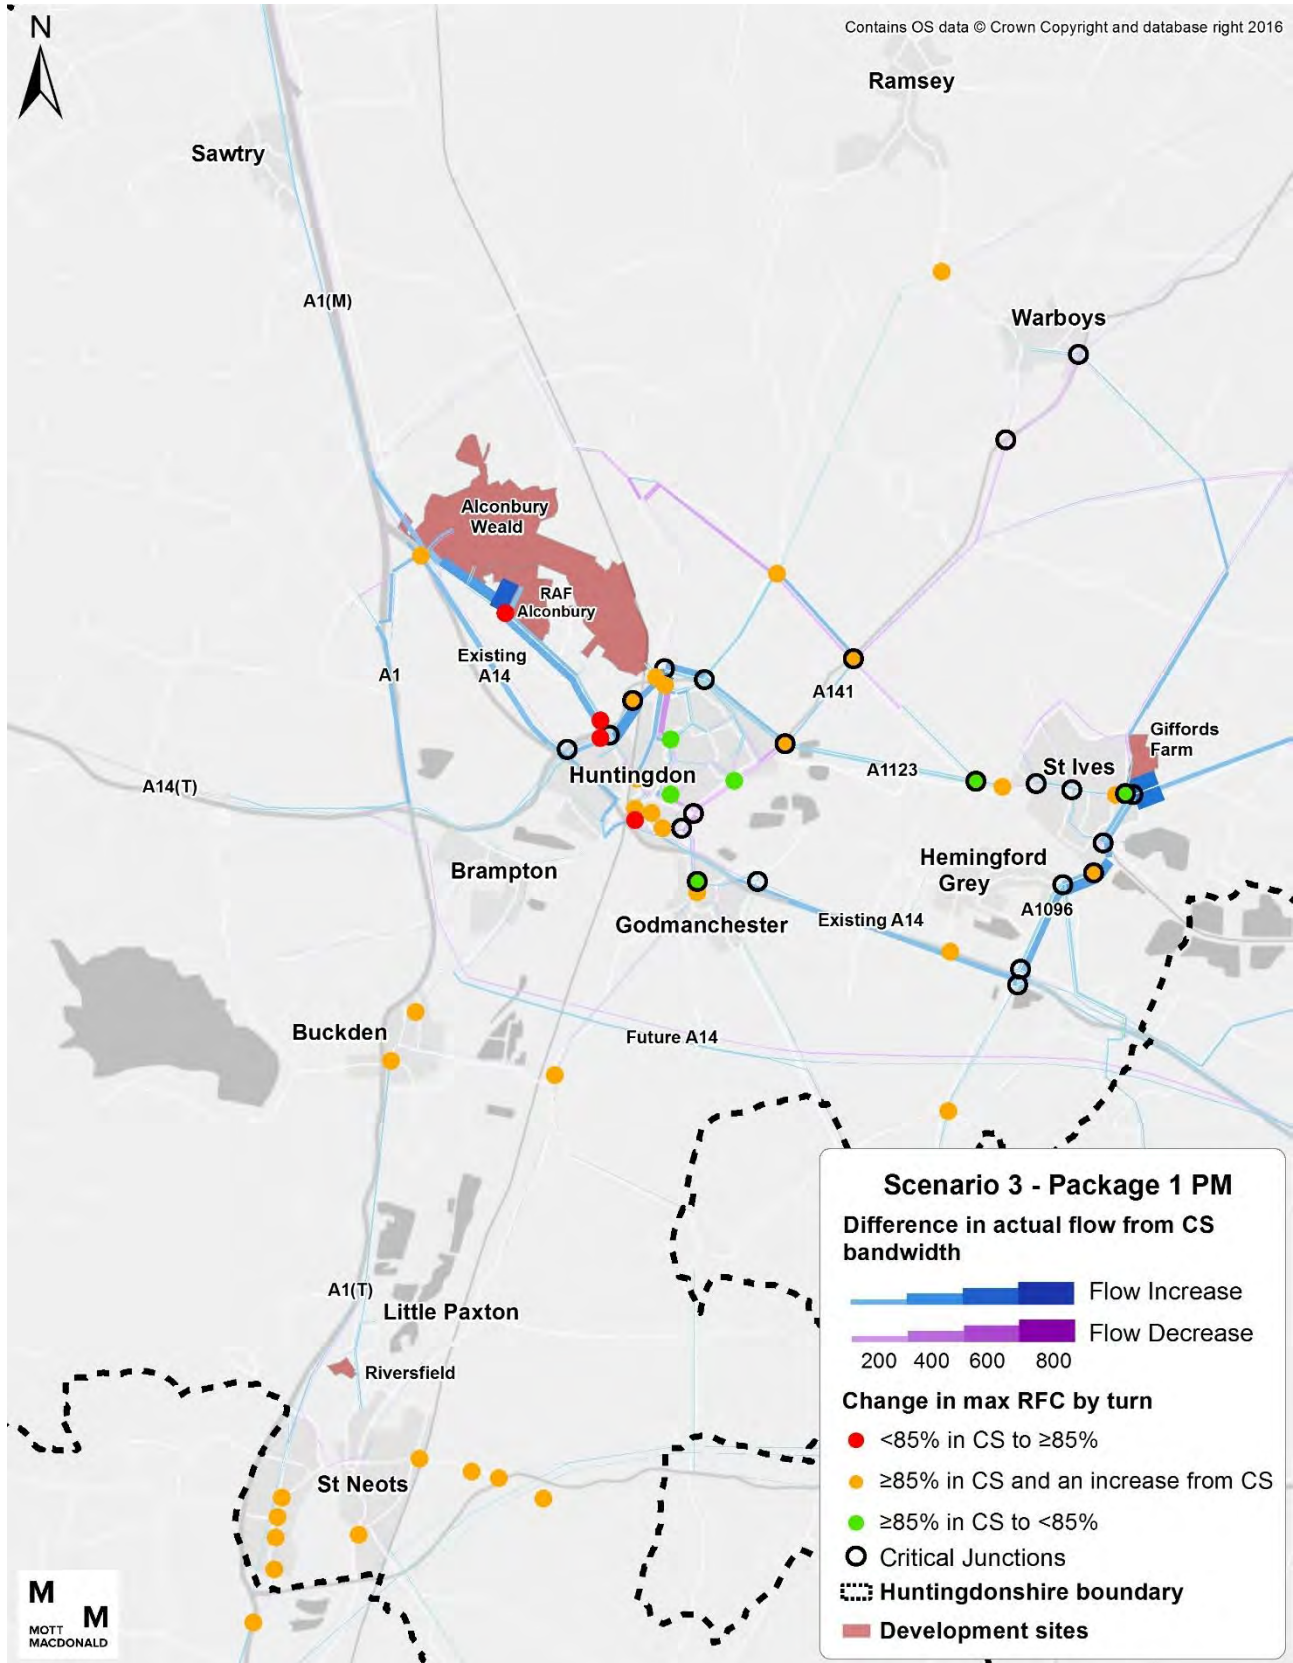 N
Contains OS data © Crown Copyright and database right 2016
Ramsey
Sawtry
A1(M)
Warboys
Alconbury
Weald
RAF
Alconbury
Existing
A14
A1
A141
Giffords
Farm
St Ives
A1123
Huntingdon
A14(T)
Hemingford
Grey
Brampton
A1096
Existing A14
Godmanchester
Buckden
Future A14
A1(T)
Little Paxton
Riversfield
St Neots
Scenario 3 - Package 1 PM
Difference in actual flow from CS
bandwidth
Flow Increase
Flow Decrease
200 400 600 800
Change in max RFC by turn
<85% in CS to ≥85%
≥85% in CS and an increase from CS
≥85% in CS to <85%
Critical Junctions
Huntingdonshire boundary
Development sites
M
M
MOTT
MACDONALD